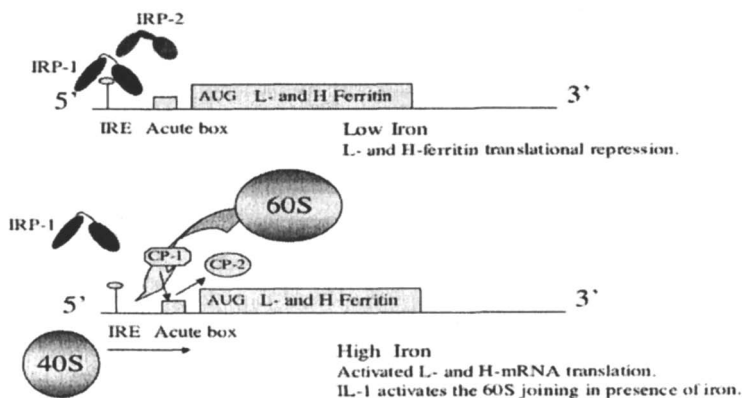 IRP-2
IRP-1
5’
AUG L- and H Ferritin
3’
IRE Acute box
Low Iron
L- and H-ferritin translational repression.
60S
IRP-1
CP-1
CP-2
5’
AUG L- and H Ferritin
3’
IRE Acute box
40S
High Iron
Activated L- and H-mRNA translation.
IL-1 activates the 60S joining in presence of iron.